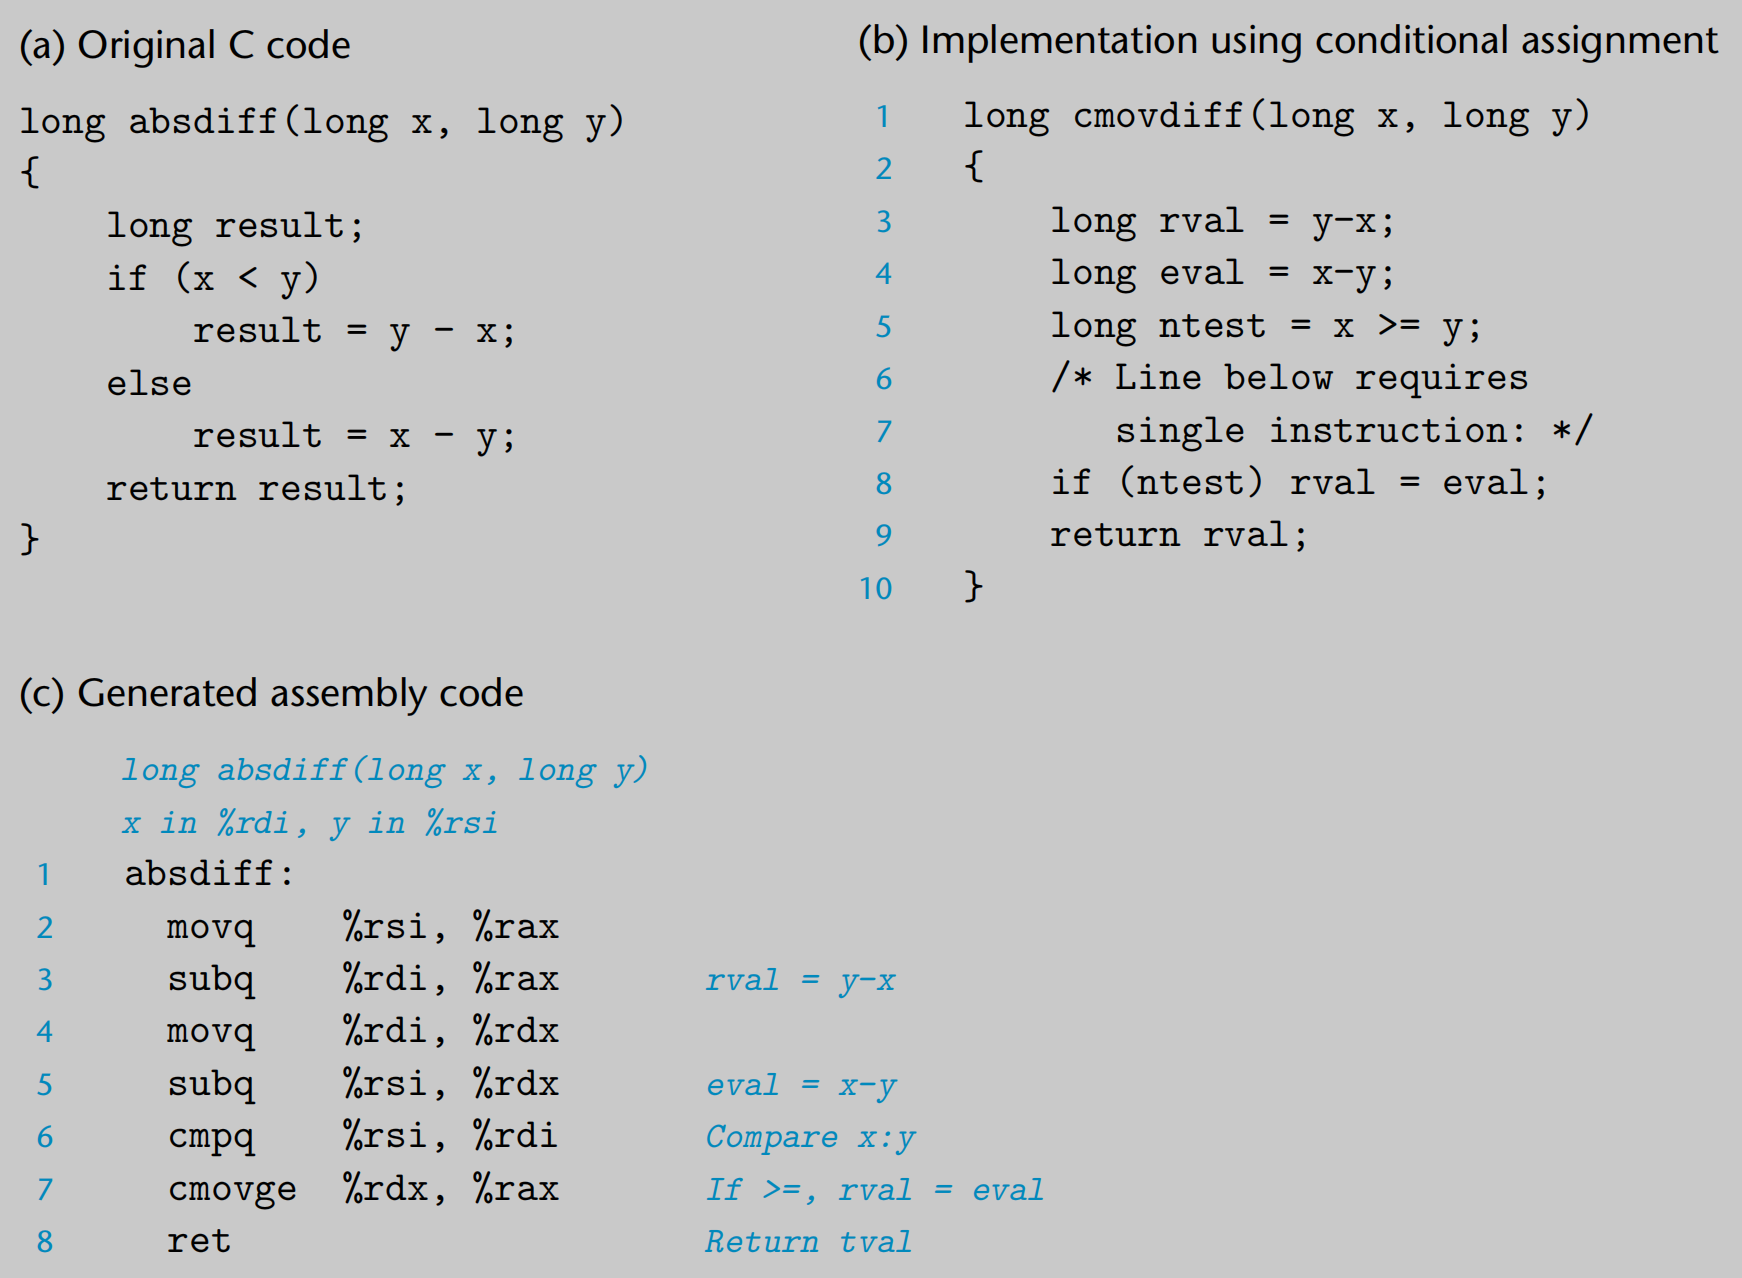 (a) Original C code
long absdiff(long x, long y)
{
    long result;
    if (x < y)
        result = y - x;
    else
        result = x - y;
    return result;
}
(b) Implementation using conditional assignment
1 long cmovdiff(long x, long y)
2 {
3     long rval = y-x;
4     long eval = x-y;
5     long ntest = x >= y;
6     /* Line below requires
7        single instruction: */
8     if (ntest) rval = eval;
9     return rval;
10 }
(c) Generated assembly code
long absdiff(long x, long y)
x in %rdi, y in %rsi
1 absdiff:
2   movq    %rsi, %rax
3   subq    %rdi, %rax    rval = y-x
4   movq    %rdi, %rdx
5   subq    %rsi, %rdx    eval = x-y
6   cmpq    %rsi, %rdi    Compare x:y
7   cmovge  %rdx, %rax    If >=, rval = eval
8   ret    Return tval